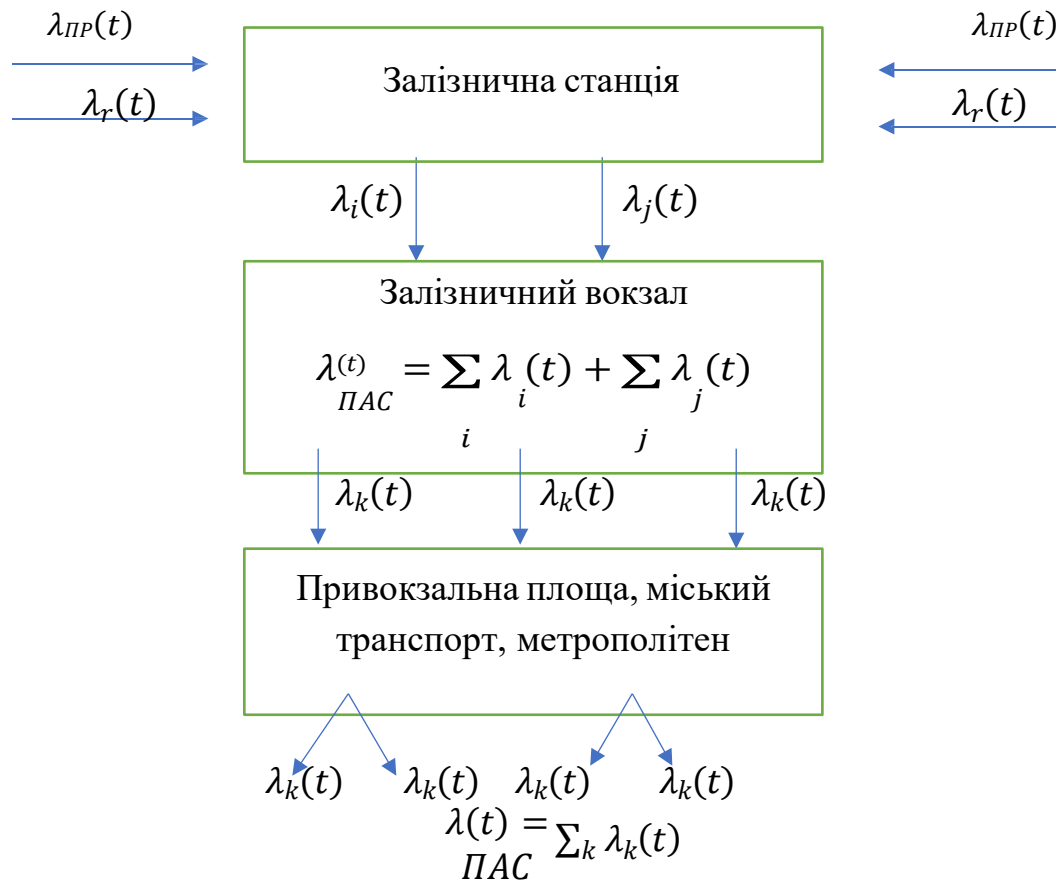 λ_ПР(t) λ_ПР(t)
Залізнична станція
λ_r(t) λ_r(t)
λ_i(t) λ_j(t)
Залізничний вокзал
λ_ПАС^(t) = ∑_i λ_i(t) + ∑_j λ_j(t)
λ_k(t) λ_k(t) λ_k(t)
Привокзальна площа, міський
транспорт, метрополітен
λ_k(t) λ_k(t) λ_k(t) λ_k(t)
λ(t)_ПАС = ∑_k λ_k(t)